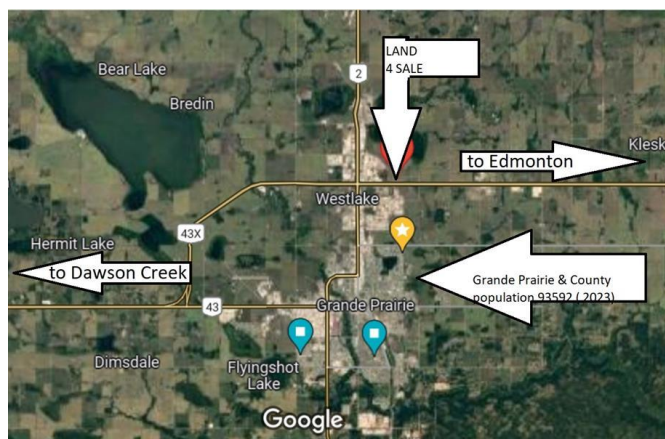 LAND
4 SALE
2
Bear Lake
Bredin
Klesk
to Edmonton
Westlake
43X
Hermit Lake
to Dawson Creek
Grande Prairie & County
population 93592 ( 2023)
43
Grande Prairie
Dimsdale
Flyingshot
Lake
Google